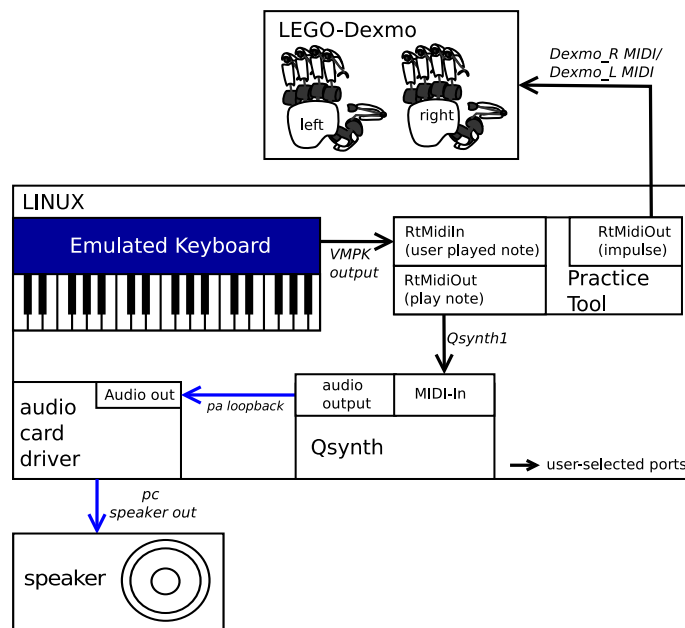 LEGO-Dexmo
left
right
Dexmo_R MIDI/
Dexmo_L MIDI
LINUX
Emulated Keyboard
VMPK
output
RtMidiIn
(user played note)
RtMidiOut
(play note)
RtMidiOut
(impulse)
Practice
Tool
Qsynth1
audio
card
driver
Audio out
pa loopback
audio
output
MIDI-In
Qsynth
user-selected ports
pc
speaker out
speaker